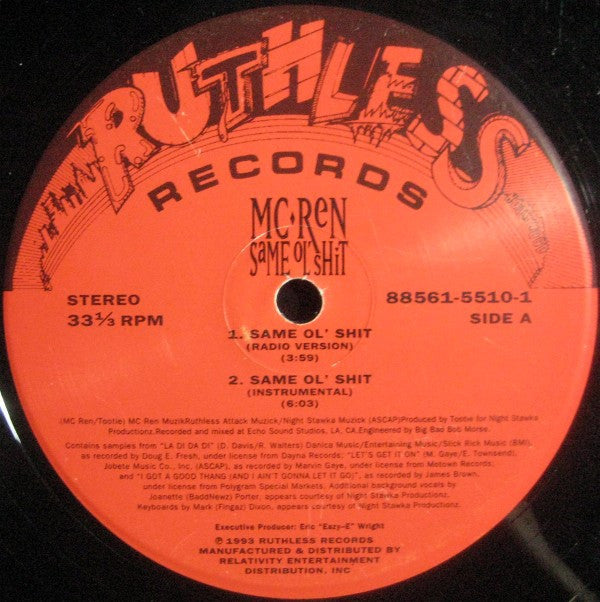 RUTHLESS
RECORDS
MC·ReN
SaME OL' SHiT
STEREO
33⅓ RPM
88561-5510-1
SIDE A
1. SAME OL' SHIT
(RADIO VERSION)
(3:59)
2. SAME OL' SHIT
(INSTRUMENTAL)
(6:03)
(MC Ren/Tootie) MC Ren MuzikRuthless Attack Muzick/Night Stawka Muzick (ASCAP)Produced by Tootie for Night Stawka
Productionz.Recorded and mixed at Echo Sound Studios, LA, CA.Engineered by Big Bad Bob Morse.
Contains samples from "LA DI DA DI" (D. Davis/R. Walters) Danica Music/Entertaining Music/Slick Rick Music (BMI),
as recorded by Doug E. Fresh, under license from Dayna Records; "LET'S GET IT ON" (M. Gaye/E. Townsend),
Jobete Music Co., Inc. (ASCAP), as recorded by Marvin Gaye, under license from Motown Records;
and "I GOT A GOOD THANG (AND I AIN'T GONNA LET IT GO)", as recorded by James Brown,
under license from Polygram Special Markets. Additional background vocals by
Joanette (BaddNewz) Porter, appears courtesy of Night Stawka Productionz.
Keyboards by Mark (Fingaz) Dixon, appears courtesy of Night Stawka Productionz.
Executive Producer: Eric "Eazy-E" Wright
℗ 1993 RUTHLESS RECORDS
MANUFACTURED & DISTRIBUTED BY
RELATIVITY ENTERTAINMENT
DISTRIBUTION, INC